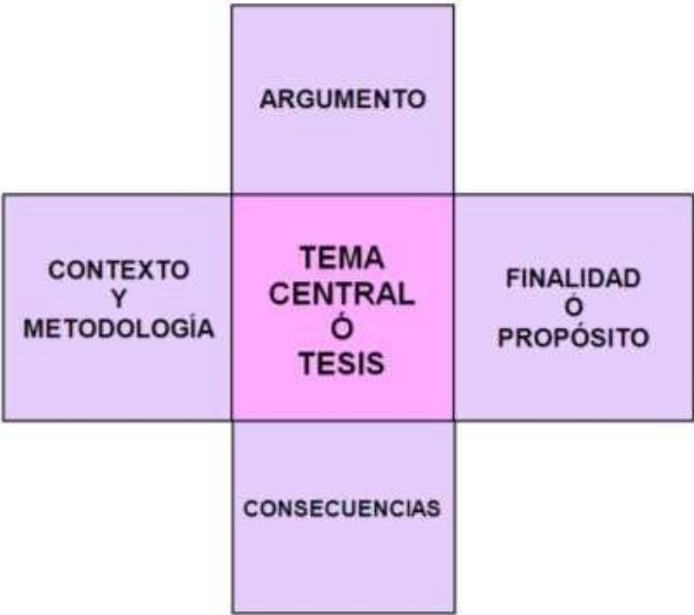 ARGUMENTO
CONTEXTO
Y
METODOLOGÍA
TEMA
CENTRAL
Ó
TESIS
FINALIDAD
Ó
PROPÓSITO
CONSECUENCIAS